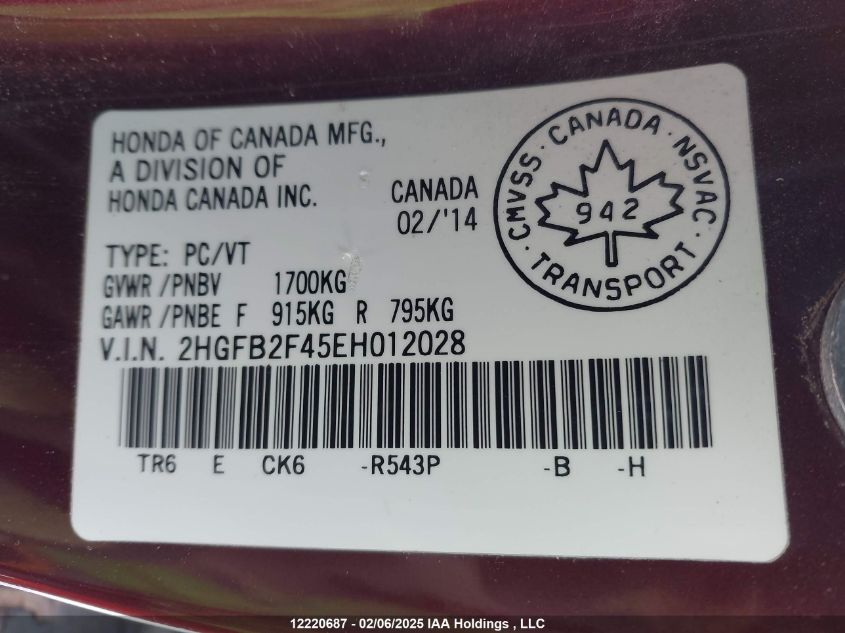 HONDA OF CANADA MFG.,
A DIVISION OF
HONDA CANADA INC.
CANADA
02/'14
CMVSS · CANADA · NSVAC · TRANSPORT ·
942
TYPE: PC/VT
GVWR /PNBV 1700KG
GAWR /PNBE F 915KG R 795KG
V.I.N. 2HGFB2F45EH012028
TR6 E CK6 -R543P -B -H
12220687 - 02/06/2025 IAA Holdings , LLC